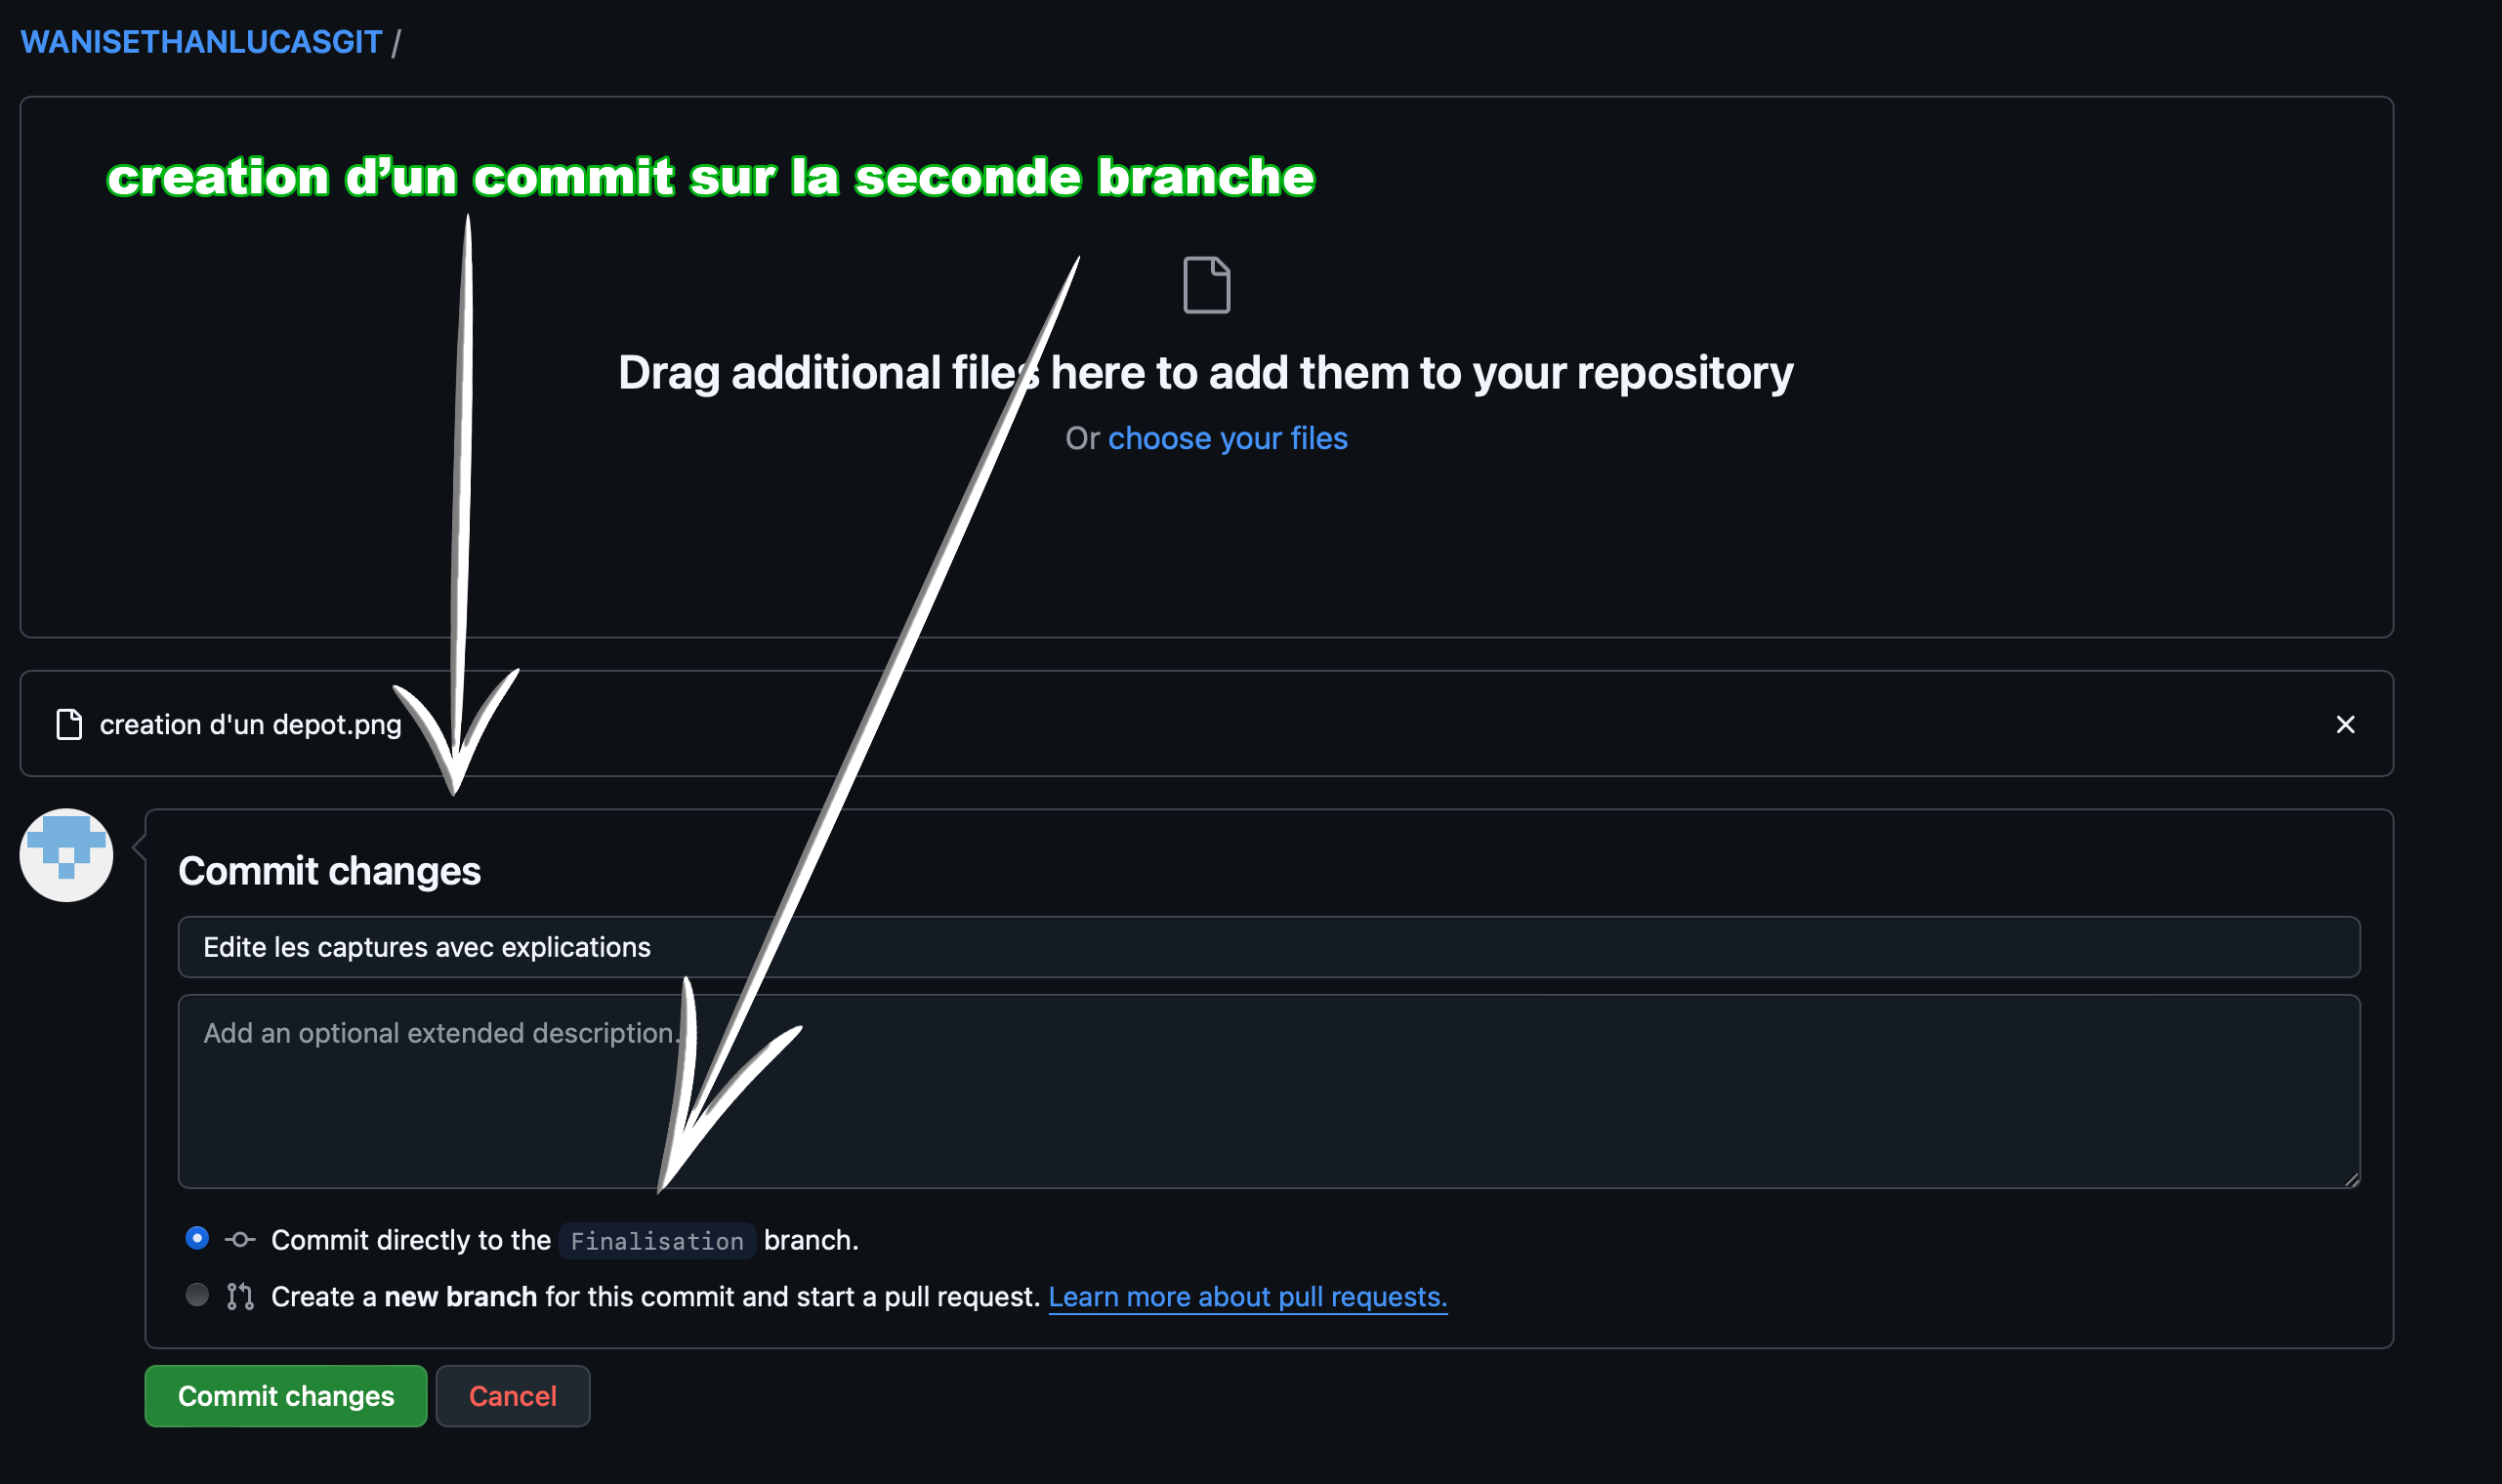 WANISETHANLUCASGIT /
creation d’un commit sur la seconde branche
Drag additional files here to add them to your repository
Or choose your files
creation d'un depot.png
Commit changes
Edite les captures avec explications
Add an optional extended description.
Commit directly to the Finalisation branch.
Create a new branch for this commit and start a pull request. Learn more about pull requests.
Commit changes
Cancel